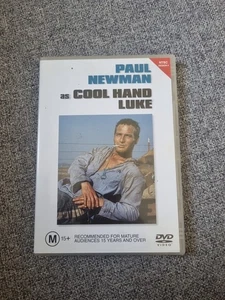 PAUL
NEWMAN
as COOL HAND
LUKE
M 15+
RECOMMENDED FOR MATURE
AUDIENCES 15 YEARS AND OVER
DVD
VIDEO